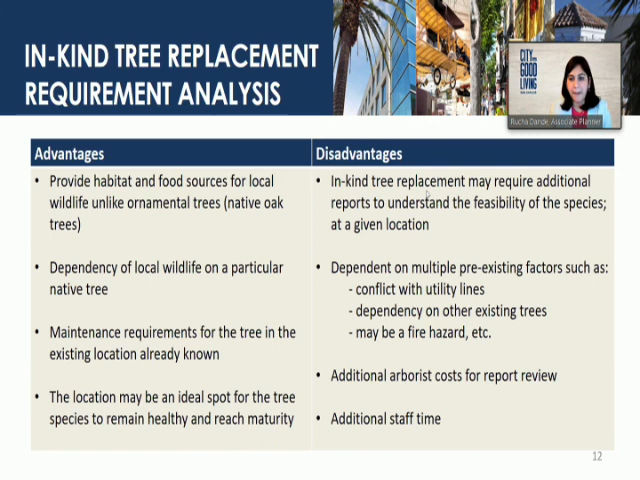 IN-KIND TREE REPLACEMENT
REQUIREMENT ANALYSIS
CITY
GOOD
LIVING
Rucha Dande, Associate Planner
Advantages
• Provide habitat and food sources for local
wildlife unlike ornamental trees (native oak
trees)
• Dependency of local wildlife on a particular
native tree
• Maintenance requirements for the tree in the
existing location already known
• The location may be an ideal spot for the tree
species to remain healthy and reach maturity
Disadvantages
• In-kind tree replacement may require additional
reports to understand the feasibility of the species;
at a given location
• Dependent on multiple pre-existing factors such as:
- conflict with utility lines
- dependency on other existing trees
- may be a fire hazard, etc.
• Additional arborist costs for report review
• Additional staff time
12